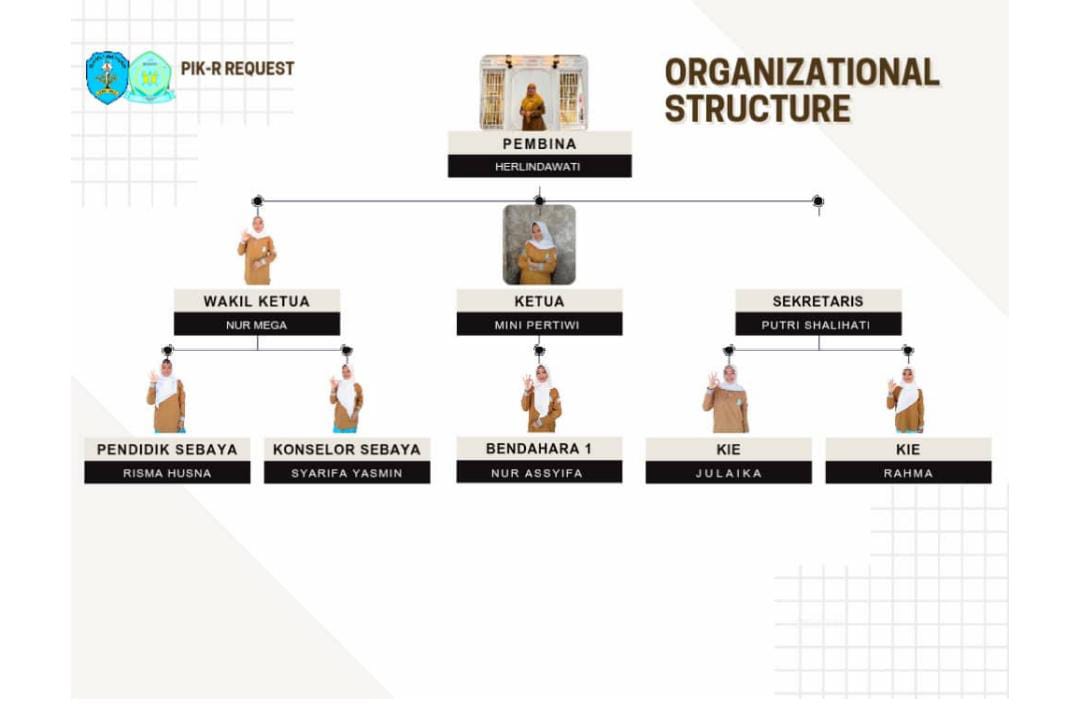 PIK-R REQUEST
ORGANIZATIONAL
STRUCTURE
PEMBINA
HERLINDAWATI
WAKIL KETUA
NUR MEGA
KETUA
MINI PERTIWI
SEKRETARIS
PUTRI SHALIHATI
PENDIDIK SEBAYA
RISMA HUSNA
KONSELOR SEBAYA
SYARIFA YASMIN
BENDAHARA 1
NUR ASSYIFA
KIE
JULAIKA
KIE
RAHMA